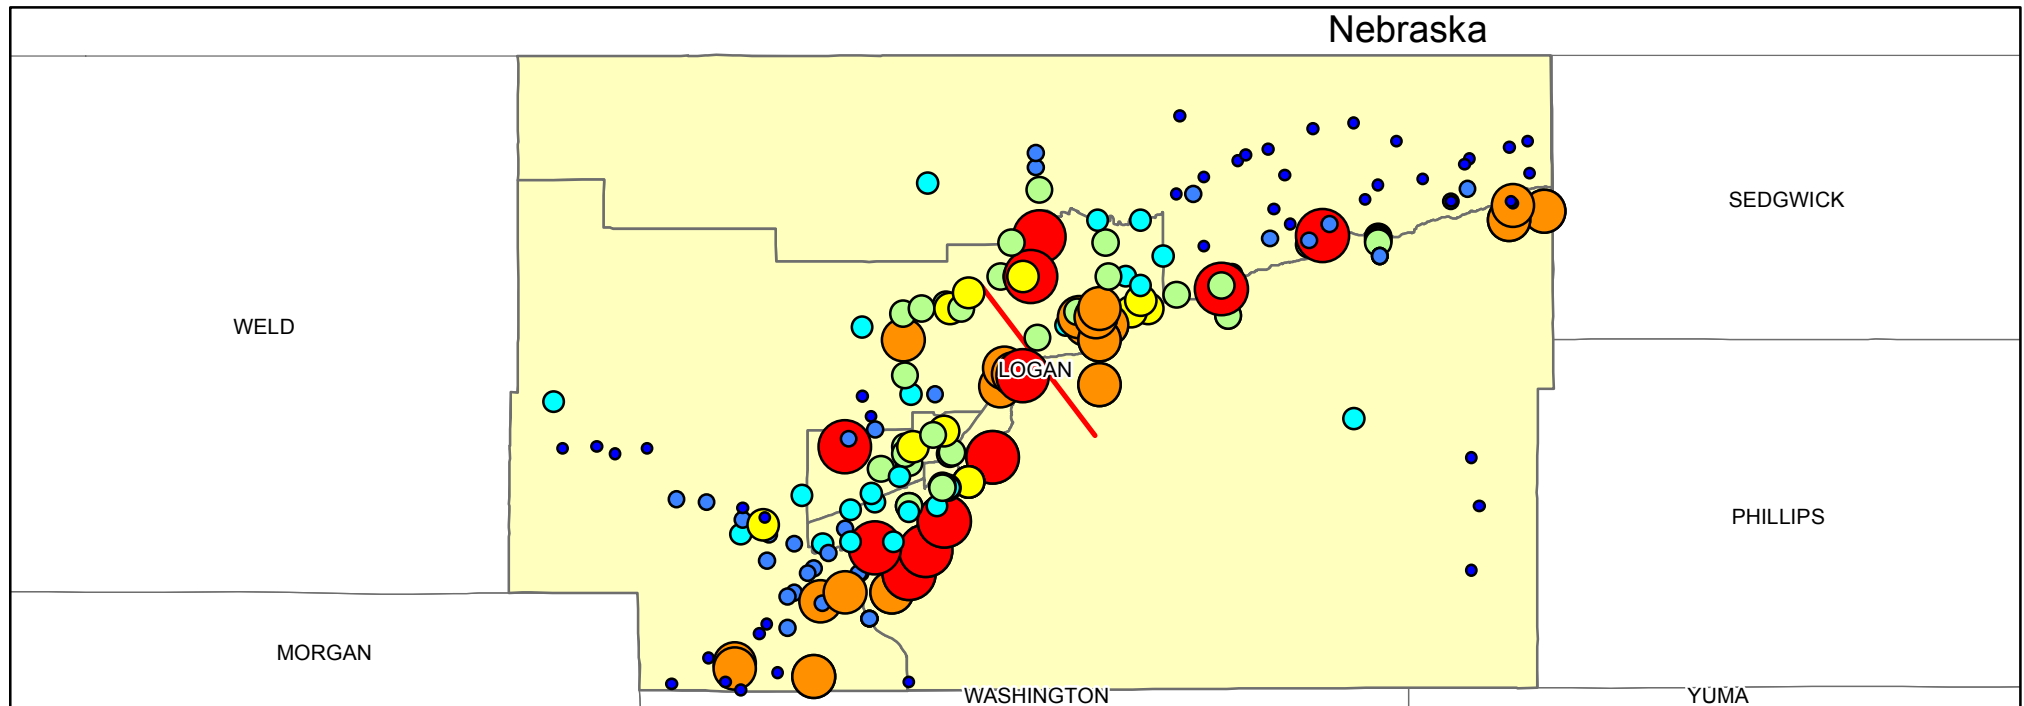 Nebraska
SEDGWICK
WELD
LOGAN
PHILLIPS
MORGAN
WASHINGTON
YUMA